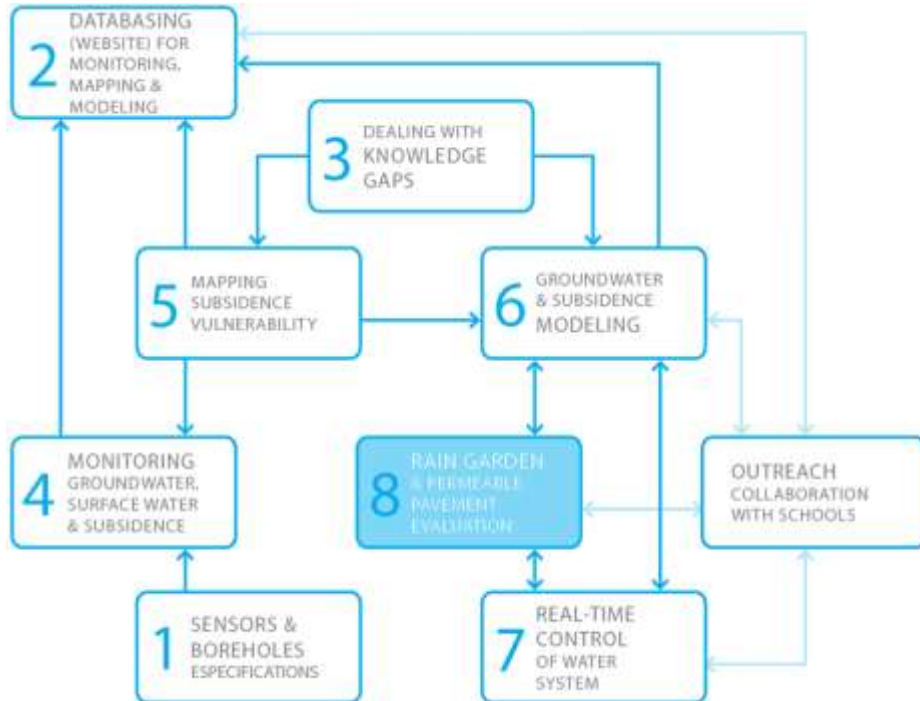 2
DATABASING
(WEBSITE) FOR
MONITORING,
MAPPING &
MODELING
3
DEALING WITH
KNOWLEDGE
GAPS
5
MAPPING
SUBSIDENCE
VULNERABILITY
6
GROUNDWATER
& SUBSIDENCE
MODELING
4
MONITORING
GROUNDWATER,
SURFACE WATER
& SUBSIDENCE
8
RAIN GARDEN
& PERMEABLE
PAVEMENT
EVALUATION
OUTREACH
COLLABORATION
WITH SCHOOLS
1
SENSORS &
BOREHOLES
ESPECIFICATIONS
7
REAL-TIME
CONTROL
OF WATER
SYSTEM